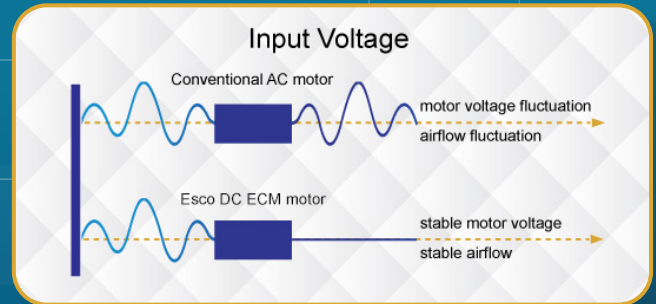 Input Voltage
Conventional AC motor
motor voltage fluctuation
airflow fluctuation
Esco DC ECM motor
stable motor voltage
stable airflow